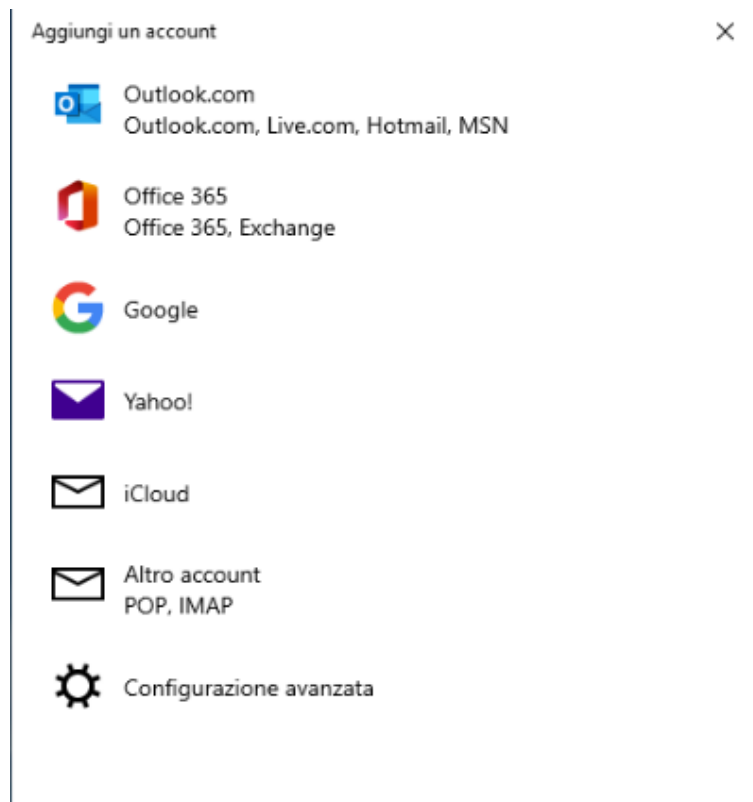 Aggiungi un account
Outlook.com
Outlook.com, Live.com, Hotmail, MSN
Office 365
Office 365, Exchange
Google
Yahoo!
iCloud
Altro account
POP, IMAP
Configurazione avanzata